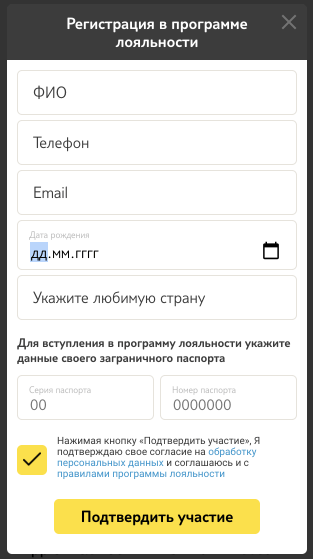 Регистрация в программе
лояльности
ФИО
Телефон
Email
Дата рождения
дд.мм.гггг
Укажите любимую страну
Для вступления в программу лояльности укажите
данные своего заграничного паспорта
Серия паспорта
00
Номер паспорта
0000000
Нажимая кнопку «Подтвердить участие», Я
подтверждаю свое согласие на обработку
персональных данных и соглашаюсь и с
правилами программы лояльности
Подтвердить участие